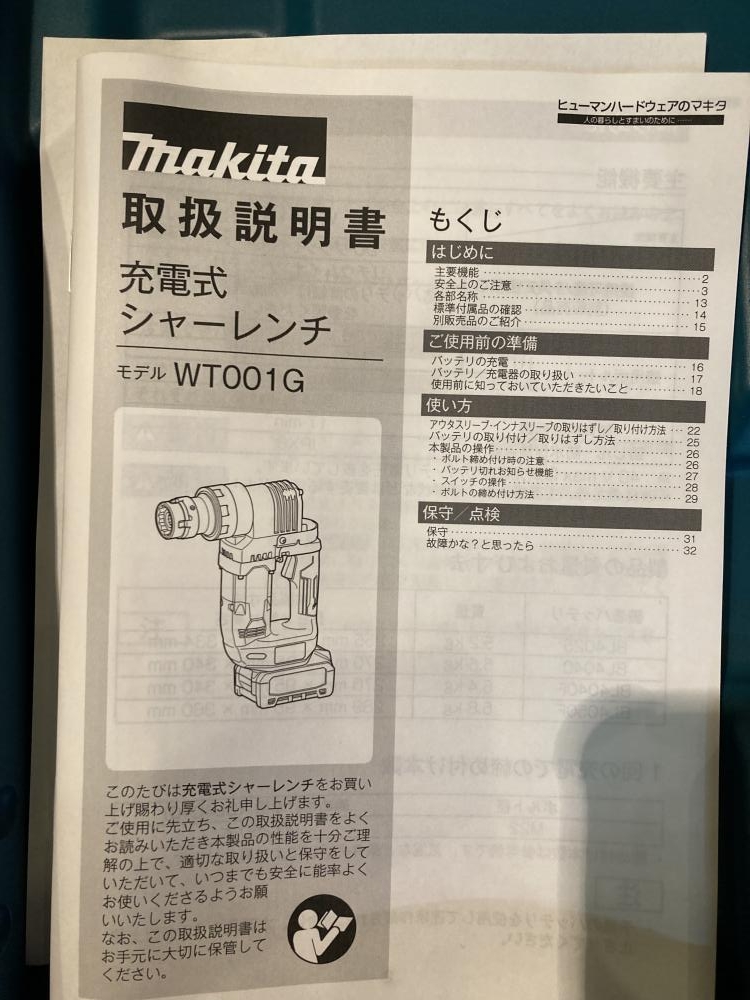 ヒューマンハードウェアのマキタ
人の暮らしとすまいのために……
makita
取扱説明書
充電式
シャーレンチ
モデル WT001G
このたびは充電式シャーレンチをお買い
上げ賜わり厚くお礼申し上げます。
ご使用に先立ち、この取扱説明書をよく
お読みいただき本製品の性能を十分ご理
解の上で、適切な取り扱いと保守をして
いただいて、いつまでも安全に能率よく
お使いくださるようお願
いいたします。
なお、この取扱説明書は
お手元に大切に保管して
ください。
もくじ
はじめに
主要機能 2
安全上のご注意 3
各部名称 13
標準付属品の確認 14
別販売品のご紹介 15
ご使用前の準備
バッテリの充電 16
バッテリ／充電器の取り扱い 17
使用前に知っておいていただきたいこと 18
使い方
アウタスリーブ・インナスリーブの取りはずし／取り付け方法 22
バッテリの取り付け／取りはずし方法 25
本製品の操作 26
・ボルト締め付け時の注意 26
・バッテリ切れお知らせ機能 27
・スイッチの操作 28
・ボルトの締め付け方法 29
保守／点検
保守 31
故障かな？と思ったら 32